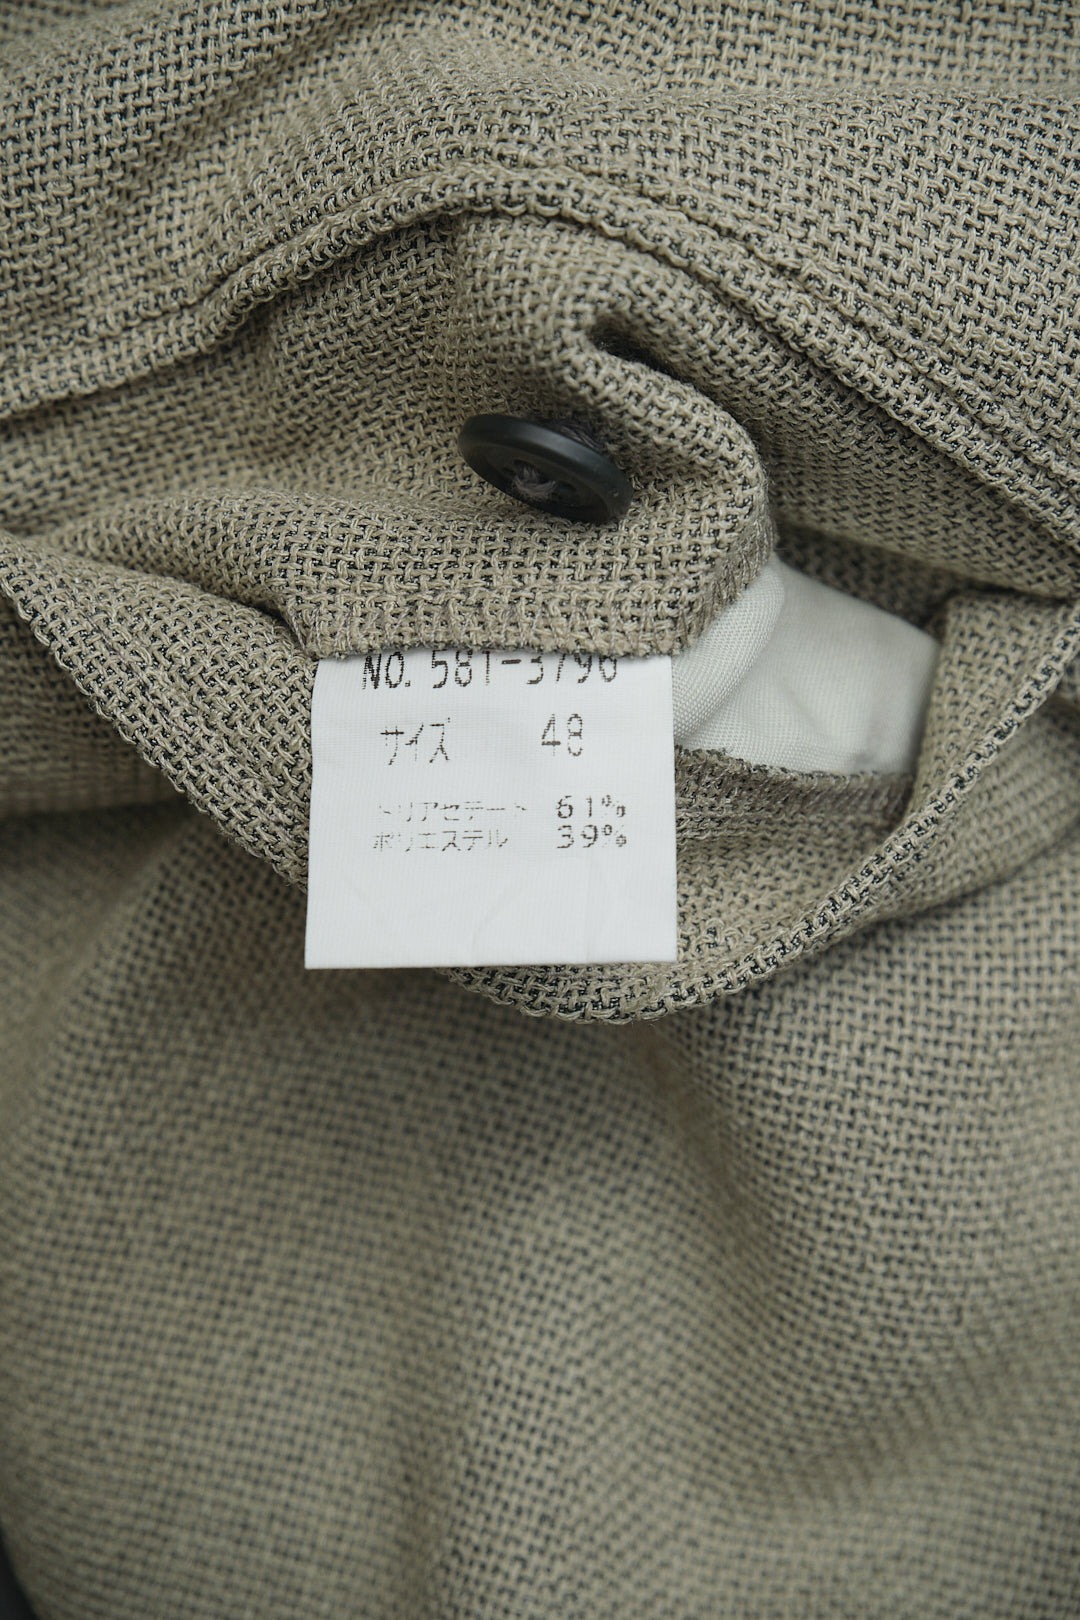 NO. 581-3796
サイズ 48
トリアセテート 61%
ポリエステル 39%